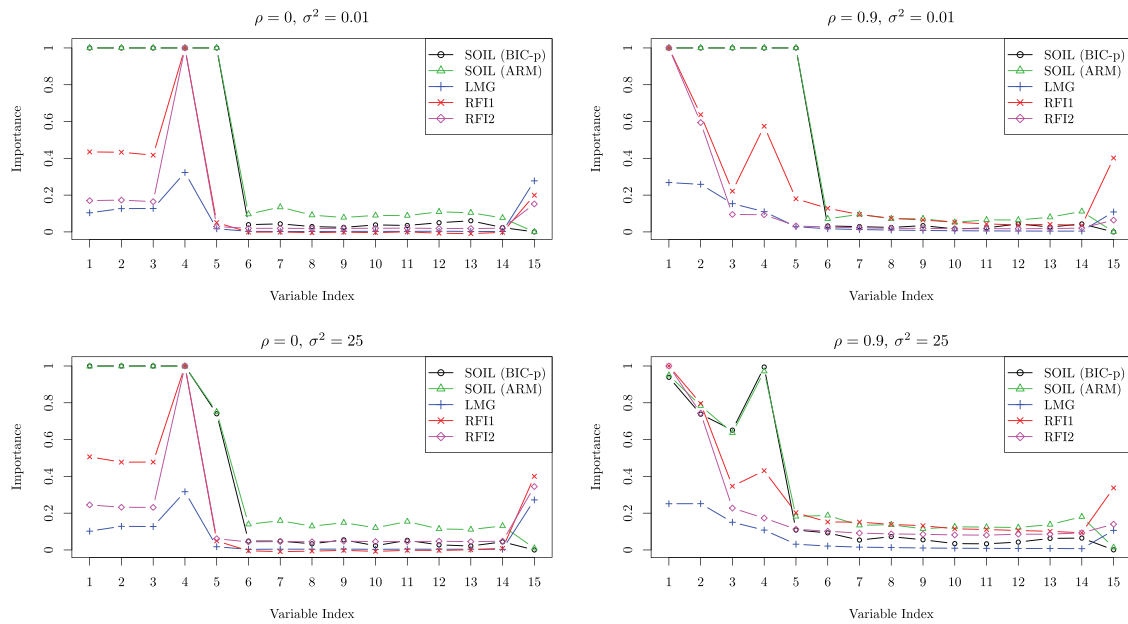 ρ = 0, σ² = 0.01
Importance
1
0.8
0.6
0.4
0.2
0
SOIL (BIC-p)
SOIL (ARM)
LMG
RFI1
RFI2
1 2 3 4 5 6 7 8 9 10 11 12 13 14 15
Variable Index
ρ = 0.9, σ² = 0.01
Importance
1
0.8
0.6
0.4
0.2
0
SOIL (BIC-p)
SOIL (ARM)
LMG
RFI1
RFI2
1 2 3 4 5 6 7 8 9 10 11 12 13 14 15
Variable Index
ρ = 0, σ² = 25
Importance
1
0.8
0.6
0.4
0.2
0
SOIL (BIC-p)
SOIL (ARM)
LMG
RFI1
RFI2
1 2 3 4 5 6 7 8 9 10 11 12 13 14 15
Variable Index
ρ = 0.9, σ² = 25
Importance
1
0.8
0.6
0.4
0.2
0
SOIL (BIC-p)
SOIL (ARM)
LMG
RFI1
RFI2
1 2 3 4 5 6 7 8 9 10 11 12 13 14 15
Variable Index